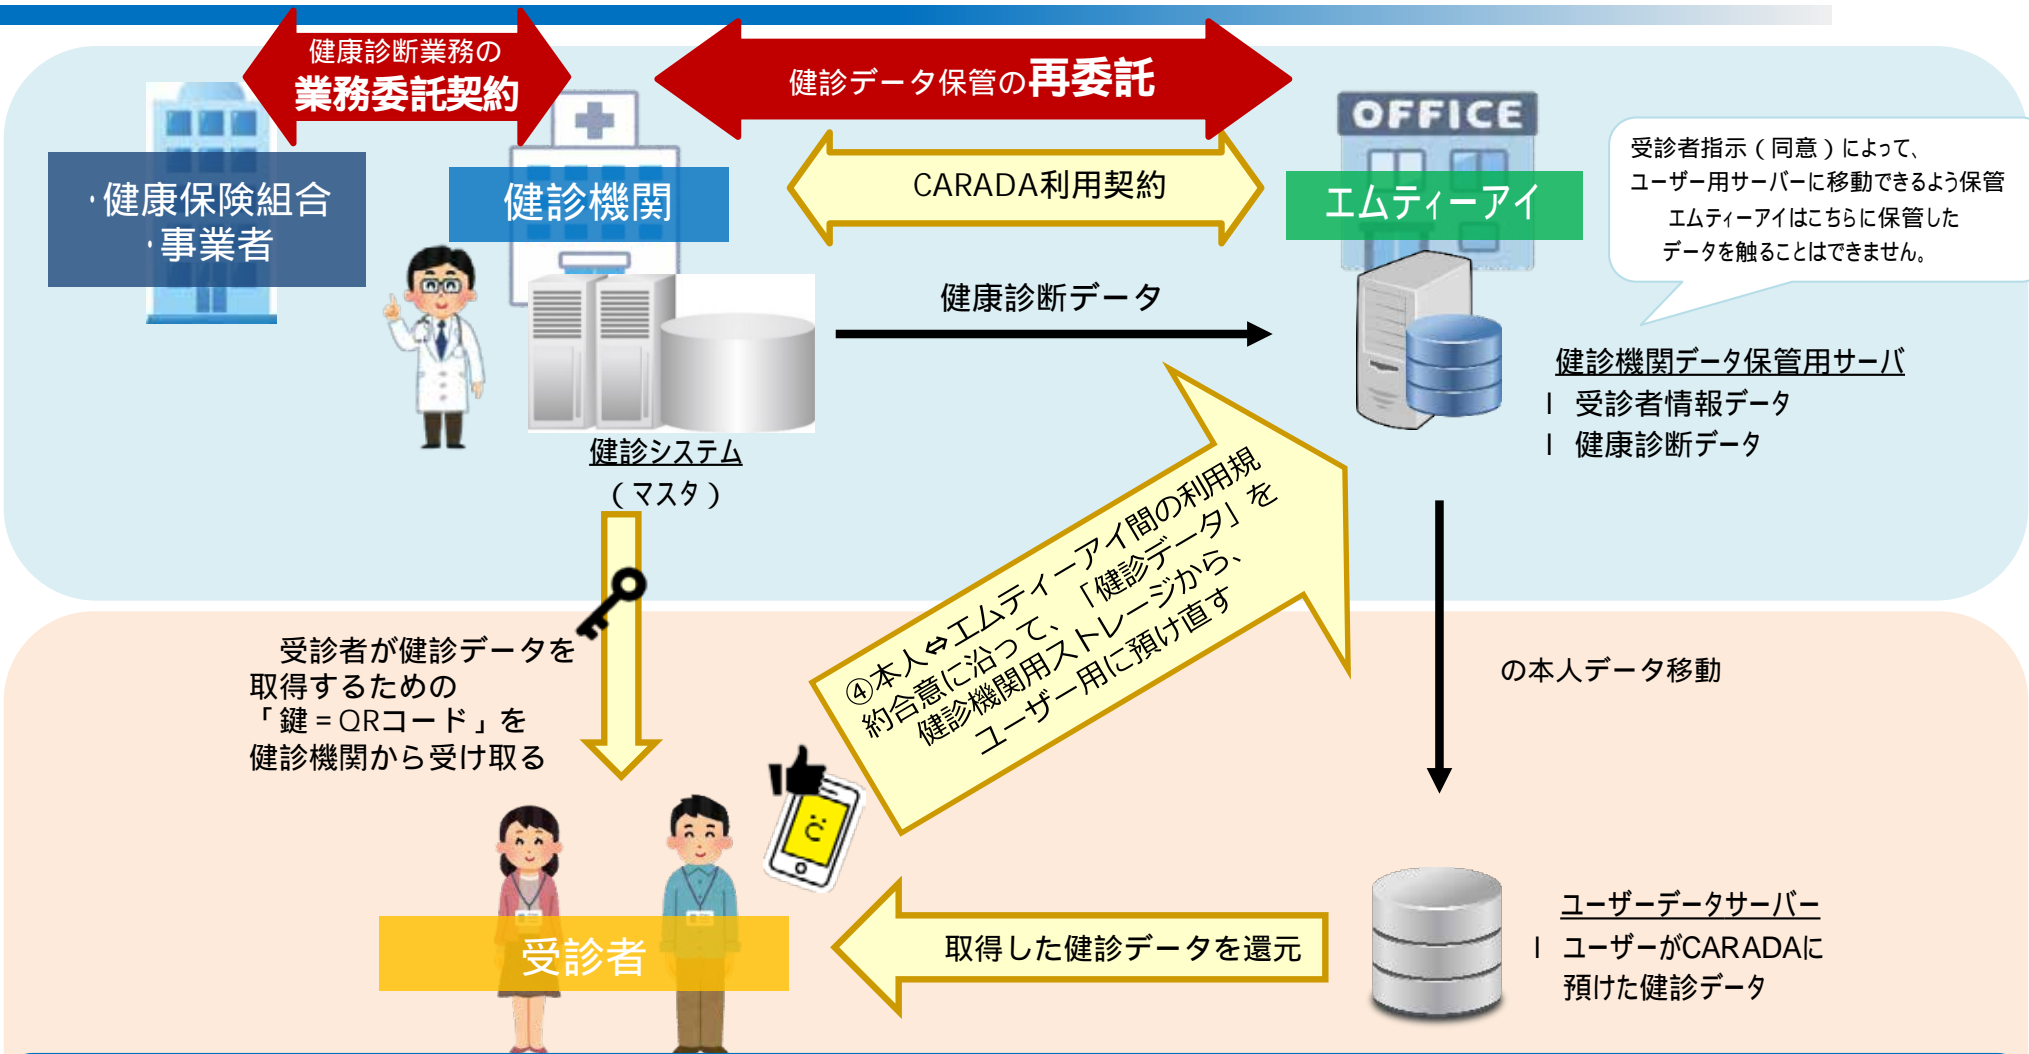 健康診断業務の
業務委託契約
健診データ保管の再委託
OFFICE
・健康保険組合
・事業者
健診機関
CARADA利用契約
エムティーアイ
受診者指示（同意）によって、
ユーザー用サーバーに移動できるよう保管
エムティーアイはこちらに保管した
データを触ることはできません。
健康診断データ
健診機関データ保管用サーバ
l 受診者情報データ
l 健康診断データ
健診システム
（マスタ）
④本人⇔エムティーアイ間の利用規
約合意に沿って、「健診データ」を
健診機関用ストレージから、
ユーザー用に預け直す
受診者が健診データを
取得するための
「鍵＝QRコード」を
健診機関から受け取る
の本人データ移動
受診者
取得した健診データを還元
ユーザーデータサーバー
l ユーザーがCARADAに
預けた健診データ